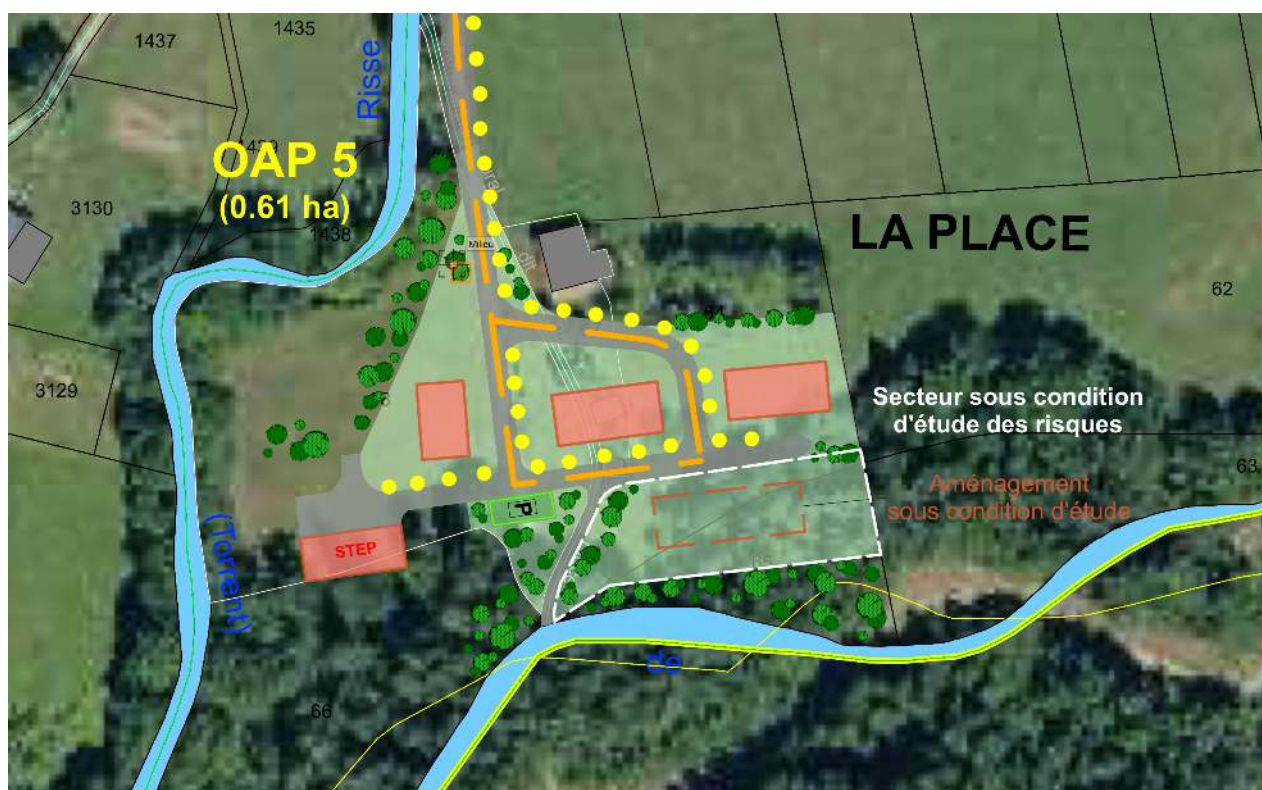 1435
1437
Risse
OAP 5
(0.61 ha)
3130
1438
Milieu
LA PLACE
62
3129
Secteur sous condition
d'étude des risques
63
Aménagement
sous condition d'étude
P
STEP
(Torrent)
de
66